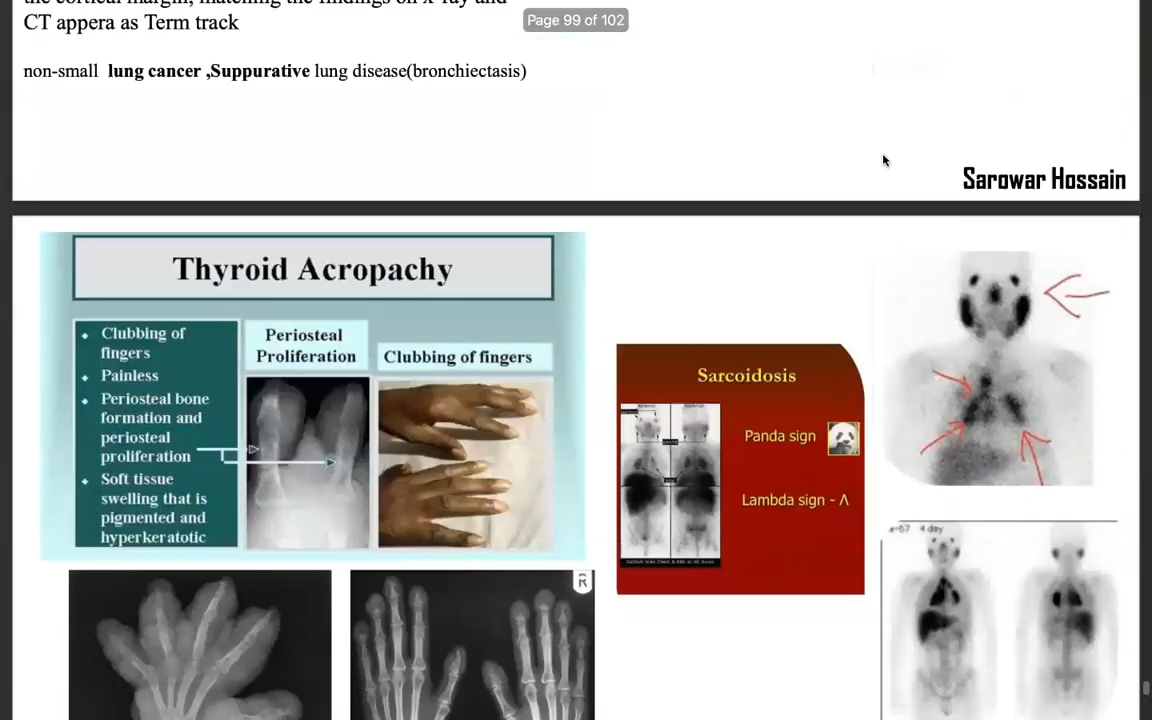 CT appera as Term track
Page 99 of 102
non-small lung cancer ,Suppurative lung disease(bronchiectasis)
Sarowar Hossain
Thyroid Acropachy
Clubbing of
fingers
Painless
Periosteal bone
formation and
periosteal
proliferation
Soft tissue
swelling that is
pigmented and
hyperkeratotic
Periosteal
Proliferation
Clubbing of fingers
Sarcoidosis
Panda sign
Lambda sign - Λ
4 day
R